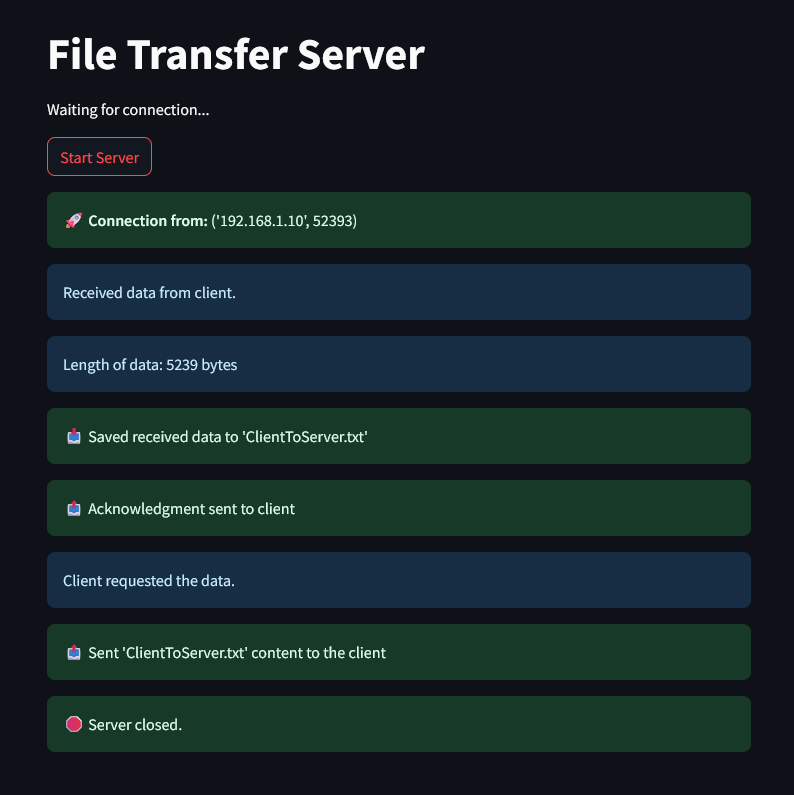 File Transfer Server
Waiting for connection...
Start Server
🚀 Connection from: ('192.168.1.10', 52393)
Received data from client.
Length of data: 5239 bytes
📥 Saved received data to 'ClientToServer.txt'
📤 Acknowledgment sent to client
Client requested the data.
📤 Sent 'ClientToServer.txt' content to the client
🛑 Server closed.